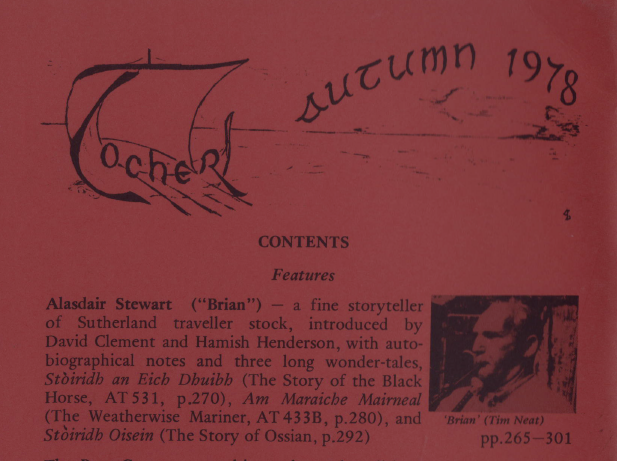 Tocher
AUTUMN 1978
CONTENTS
Features
Alasdair Stewart ("Brian") — a fine storyteller
of Sutherland traveller stock, introduced by
David Clement and Hamish Henderson, with auto-
biographical notes and three long wonder-tales,
Stòiridh an Eich Dhuibh (The Story of the Black
Horse, AT 531, p.270), Am Maraiche Mairneal
(The Weatherwise Mariner, AT 433B, p.280), and
Stòiridh Oisein (The Story of Ossian, p.292)
'Brian' (Tim Neat)
pp.265—301